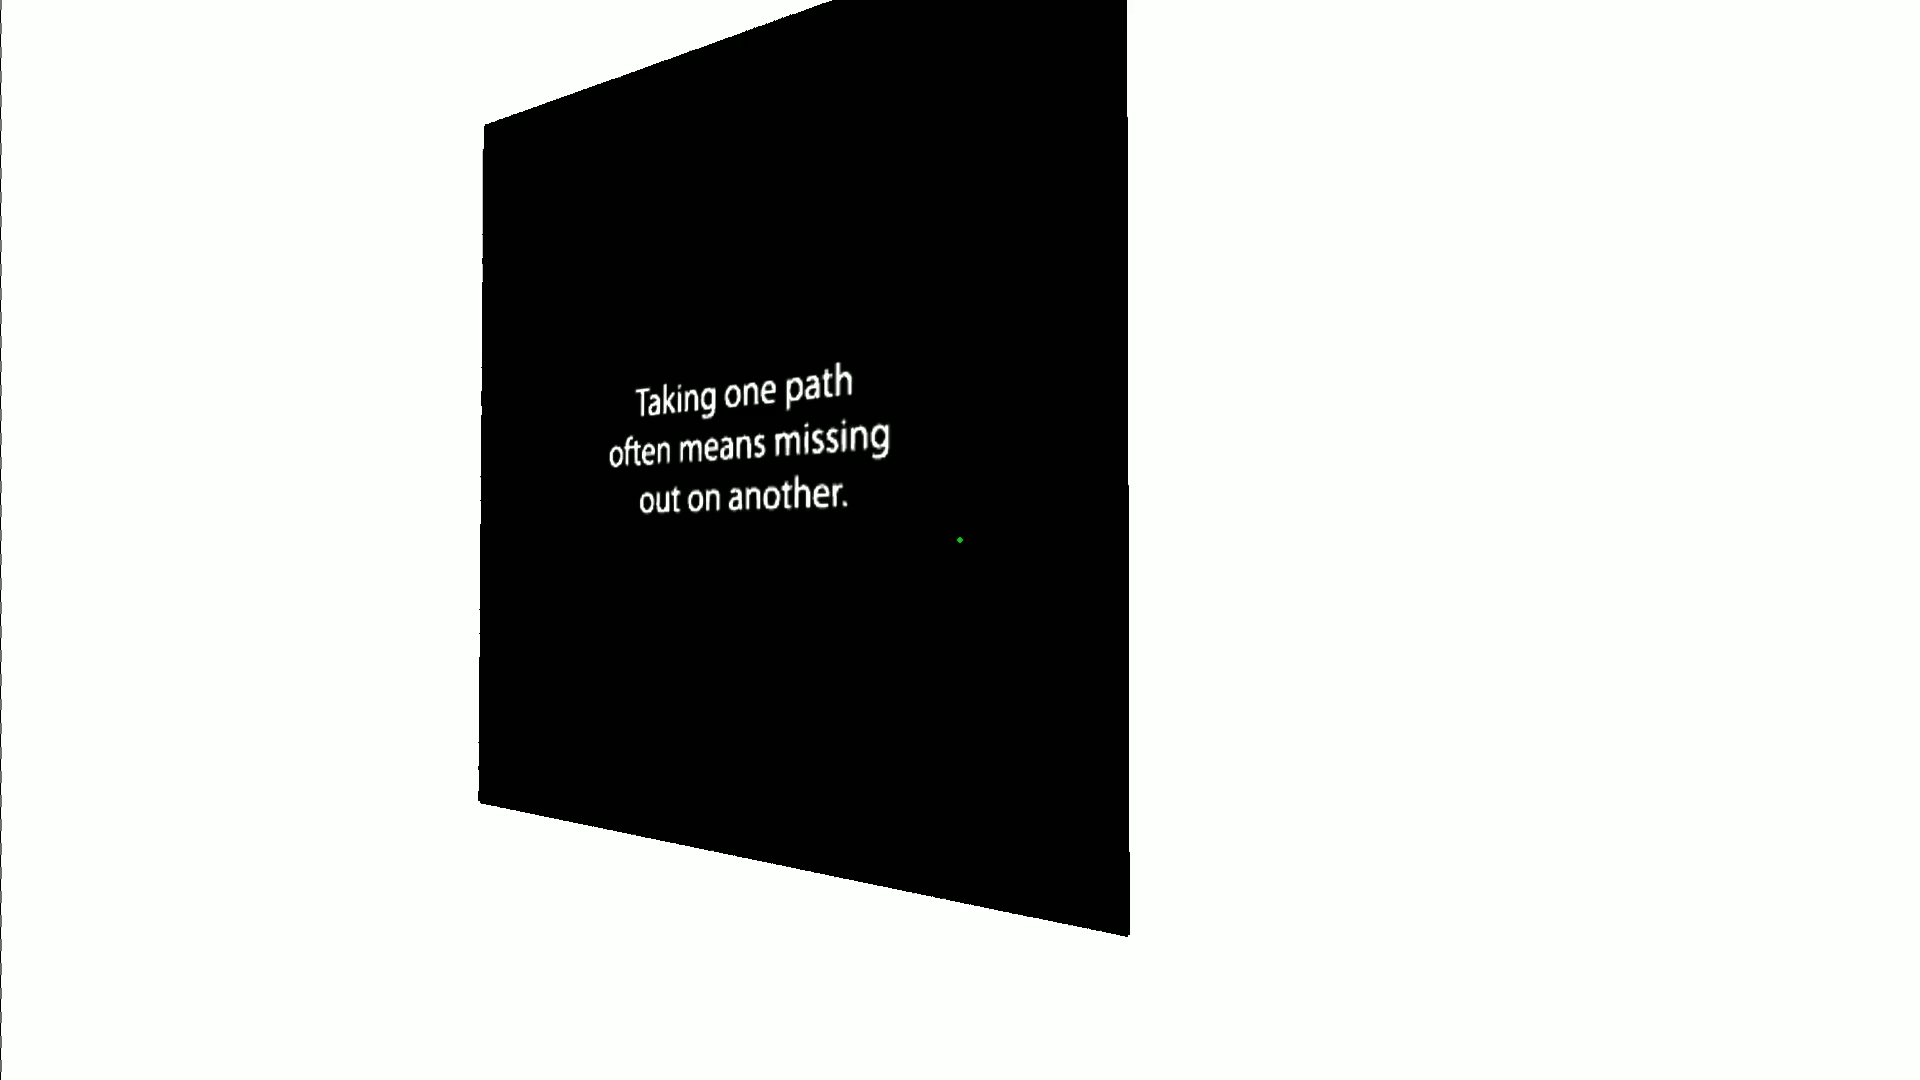 Taking one path
often means missing
out on another.